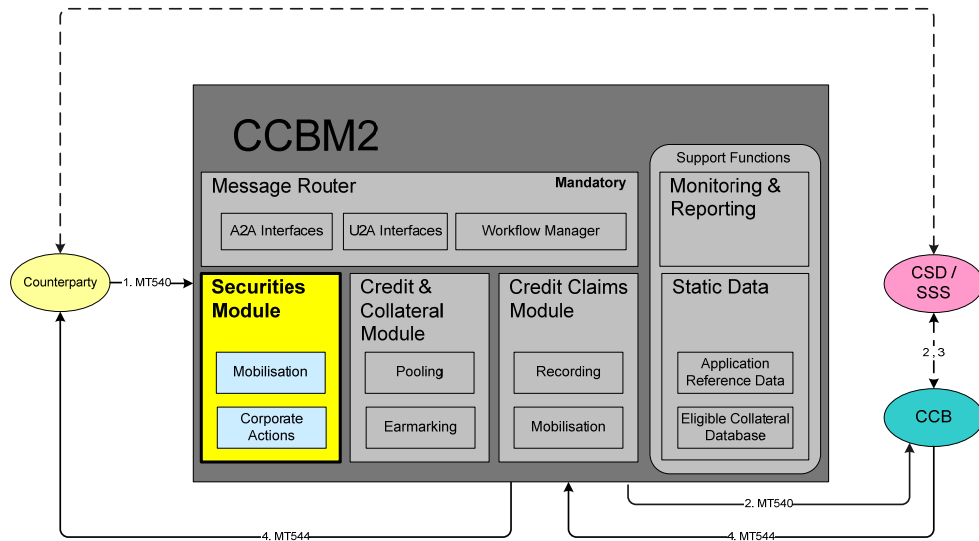 CCBM2
Support Functions
Message Router
Mandatory
Monitoring &
Reporting
A2A Interfaces
U2A Interfaces
Workflow Manager
Counterparty
1. MT540
Securities
Module
Mobilisation
Corporate
Actions
Credit &
Collateral
Module
Pooling
Earmarking
Credit Claims
Module
Recording
Mobilisation
Static Data
Application
Reference Data
Eligible Collateral
Database
CSD /
SSS
2, 3
CCB
2. MT540
4. MT544
4. MT544